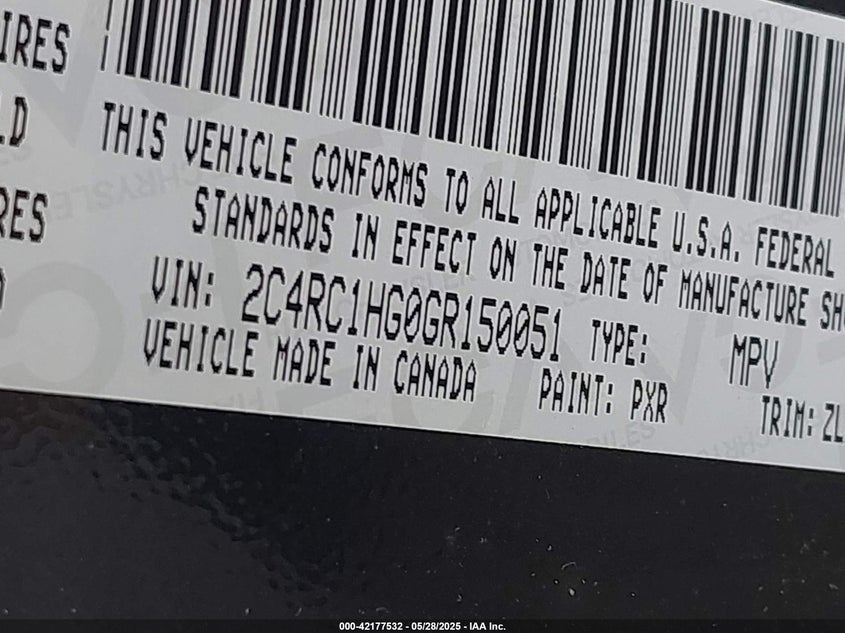 IRES
LD
THIS VEHICLE CONFORMS TO ALL APPLICABLE U.S.A. FEDERAL
RES
STANDARDS IN EFFECT ON THE DATE OF MANUFACTURE SH
VIN: 2C4RC1HG0GR150051 TYPE: MPV
VEHICLE MADE IN CANADA PAINT: PXR TRIM: ZL
000-42177532 - 05/28/2025 - IAA Inc.